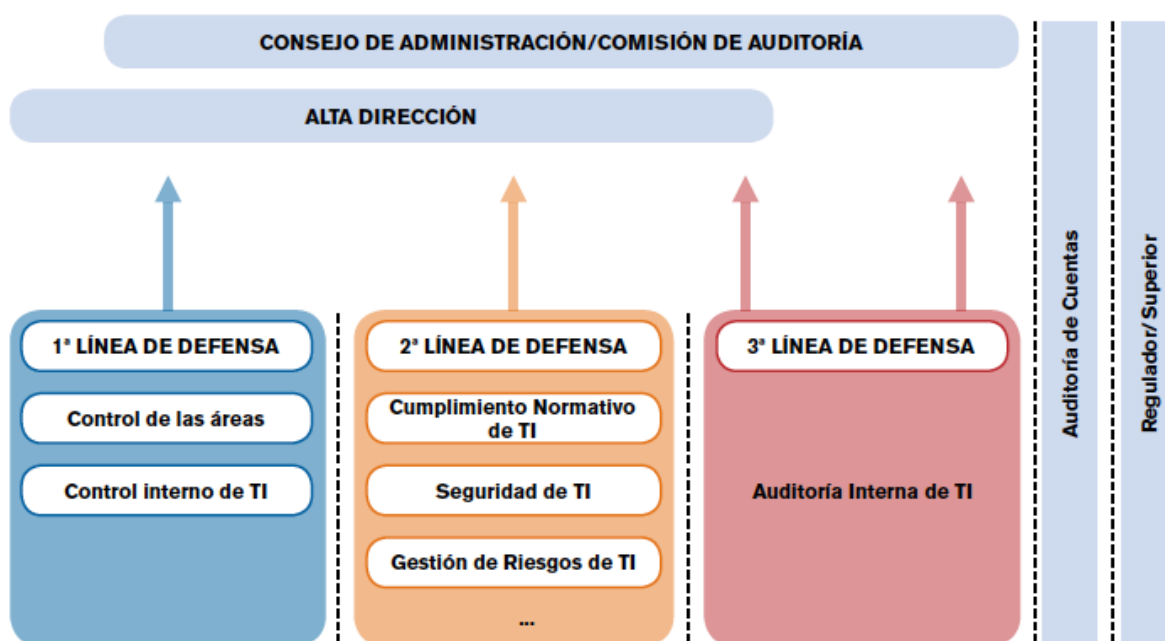 CONSEJO DE ADMINISTRACIÓN/COMISIÓN DE AUDITORÍA
ALTA DIRECCIÓN
1ª LÍNEA DE DEFENSA
Control de las áreas
Control interno de TI
2ª LÍNEA DE DEFENSA
Cumplimiento Normativo
de TI
Seguridad de TI
Gestión de Riesgos de TI
...
3ª LÍNEA DE DEFENSA
Auditoría Interna de TI
Auditoría de Cuentas
Regulador/ Superior